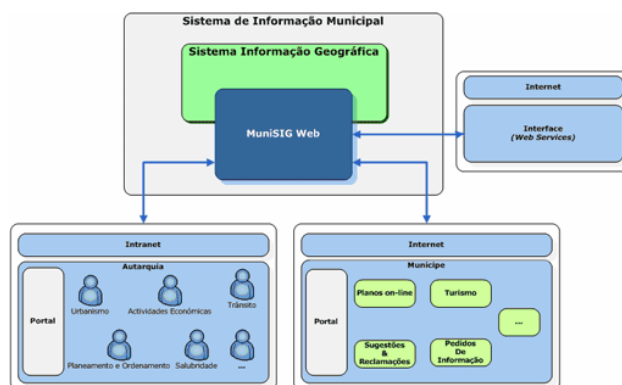 Sistema de Informação Municipal
Sistema Informação Geográfica
MuniSIG Web
Internet
Interface
(Web Services)
Intranet
Autarquia
Portal
Urbanismo
Actividades Económicas
Trânsito
Planeamento e Ordenamento
Salubridade
...
Internet
Munícipe
Portal
Planos on-line
Turismo
...
Sugestões
&
Reclamações
Pedidos
De
Informação